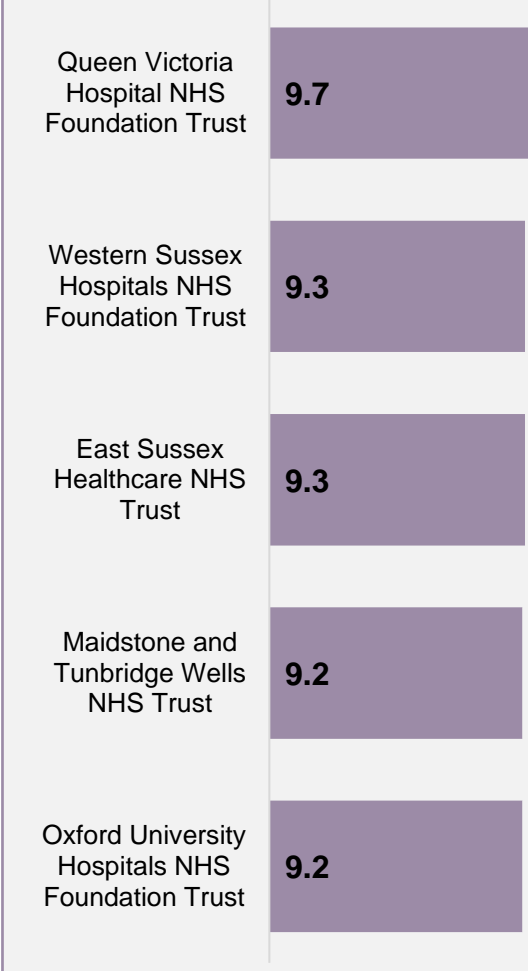 Queen Victoria
Hospital NHS
Foundation Trust
9.7
Western Sussex
Hospitals NHS
Foundation Trust
9.3
East Sussex
Healthcare NHS
Trust
9.3
Maidstone and
Tunbridge Wells
NHS Trust
9.2
Oxford University
Hospitals NHS
Foundation Trust
9.2